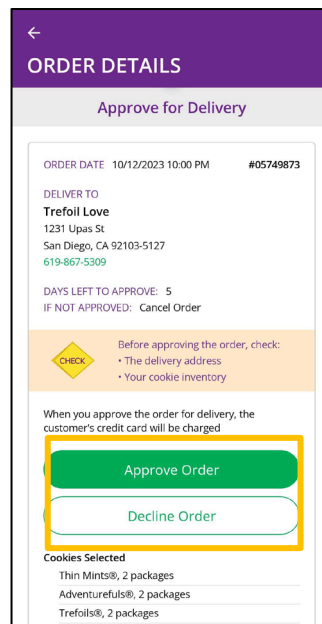 ORDER DETAILS
Approve for Delivery
ORDER DATE 10/12/2023 10:00 PM #05749873
DELIVER TO
Trefoil Love
1231 Upas St
San Diego, CA 92103-5127
619-867-5309
DAYS LEFT TO APPROVE: 5
IF NOT APPROVED: Cancel Order
CHECK
Before approving the order, check:
• The delivery address
• Your cookie inventory
When you approve the order for delivery, the
customer's credit card will be charged
Approve Order
Decline Order
Cookies Selected
Thin Mints®, 2 packages
Adventurefuls®, 2 packages
Trefoils®, 2 packages